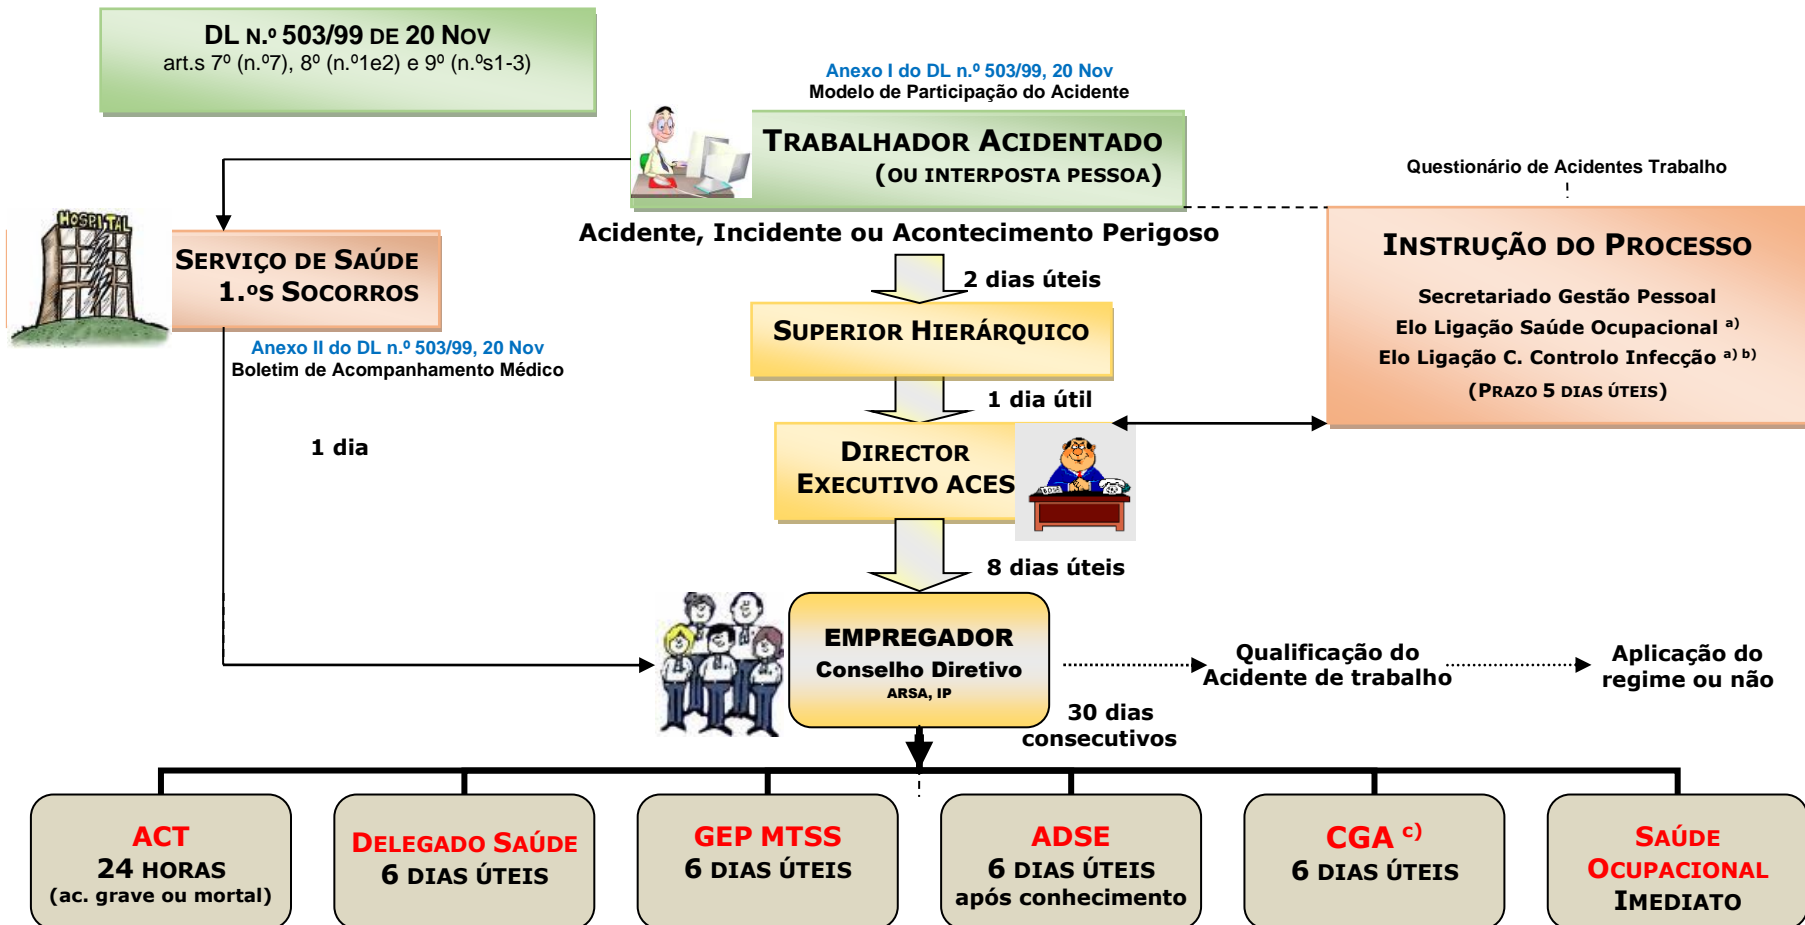 DL N.º 503/99 DE 20 NOV
art.s 7º (n.º7), 8º (n.º1e2) e 9º (n.ºs1-3)
Anexo I do DL n.º 503/99, 20 Nov
Modelo de Participação do Acidente
TRABALHADOR ACIDENTADO
(OU INTERPOSTA PESSOA)
Questionário de Acidentes Trabalho
HOSPITAL
SERVIÇO DE SAÚDE
1.ºS SOCORROS
Anexo II do DL n.º 503/99, 20 Nov
Boletim de Acompanhamento Médico
1 dia
Acidente, Incidente ou Acontecimento Perigoso
2 dias úteis
SUPERIOR HIERÁRQUICO
1 dia útil
DIRECTOR
EXECUTIVO ACES
BOSS
8 dias úteis
INSTRUÇÃO DO PROCESSO
Secretariado Gestão Pessoal
Elo Ligação Saúde Ocupacional a)
Elo Ligação C. Controlo Infecção a) b)
(PRAZO 5 DIAS ÚTEIS)
EMPREGADOR
Conselho Diretivo
ARSA, IP
Qualificação do
Acidente de trabalho
Aplicação do
regime ou não
30 dias
consecutivos
ACT
24 HORAS
(ac. grave ou mortal)
DELEGADO SAÚDE
6 DIAS ÚTEIS
GEP MTSS
6 DIAS ÚTEIS
ADSE
6 DIAS ÚTEIS
após conhecimento
CGA c)
6 DIAS ÚTEIS
SAÚDE
OCUPACIONAL
IMEDIATO